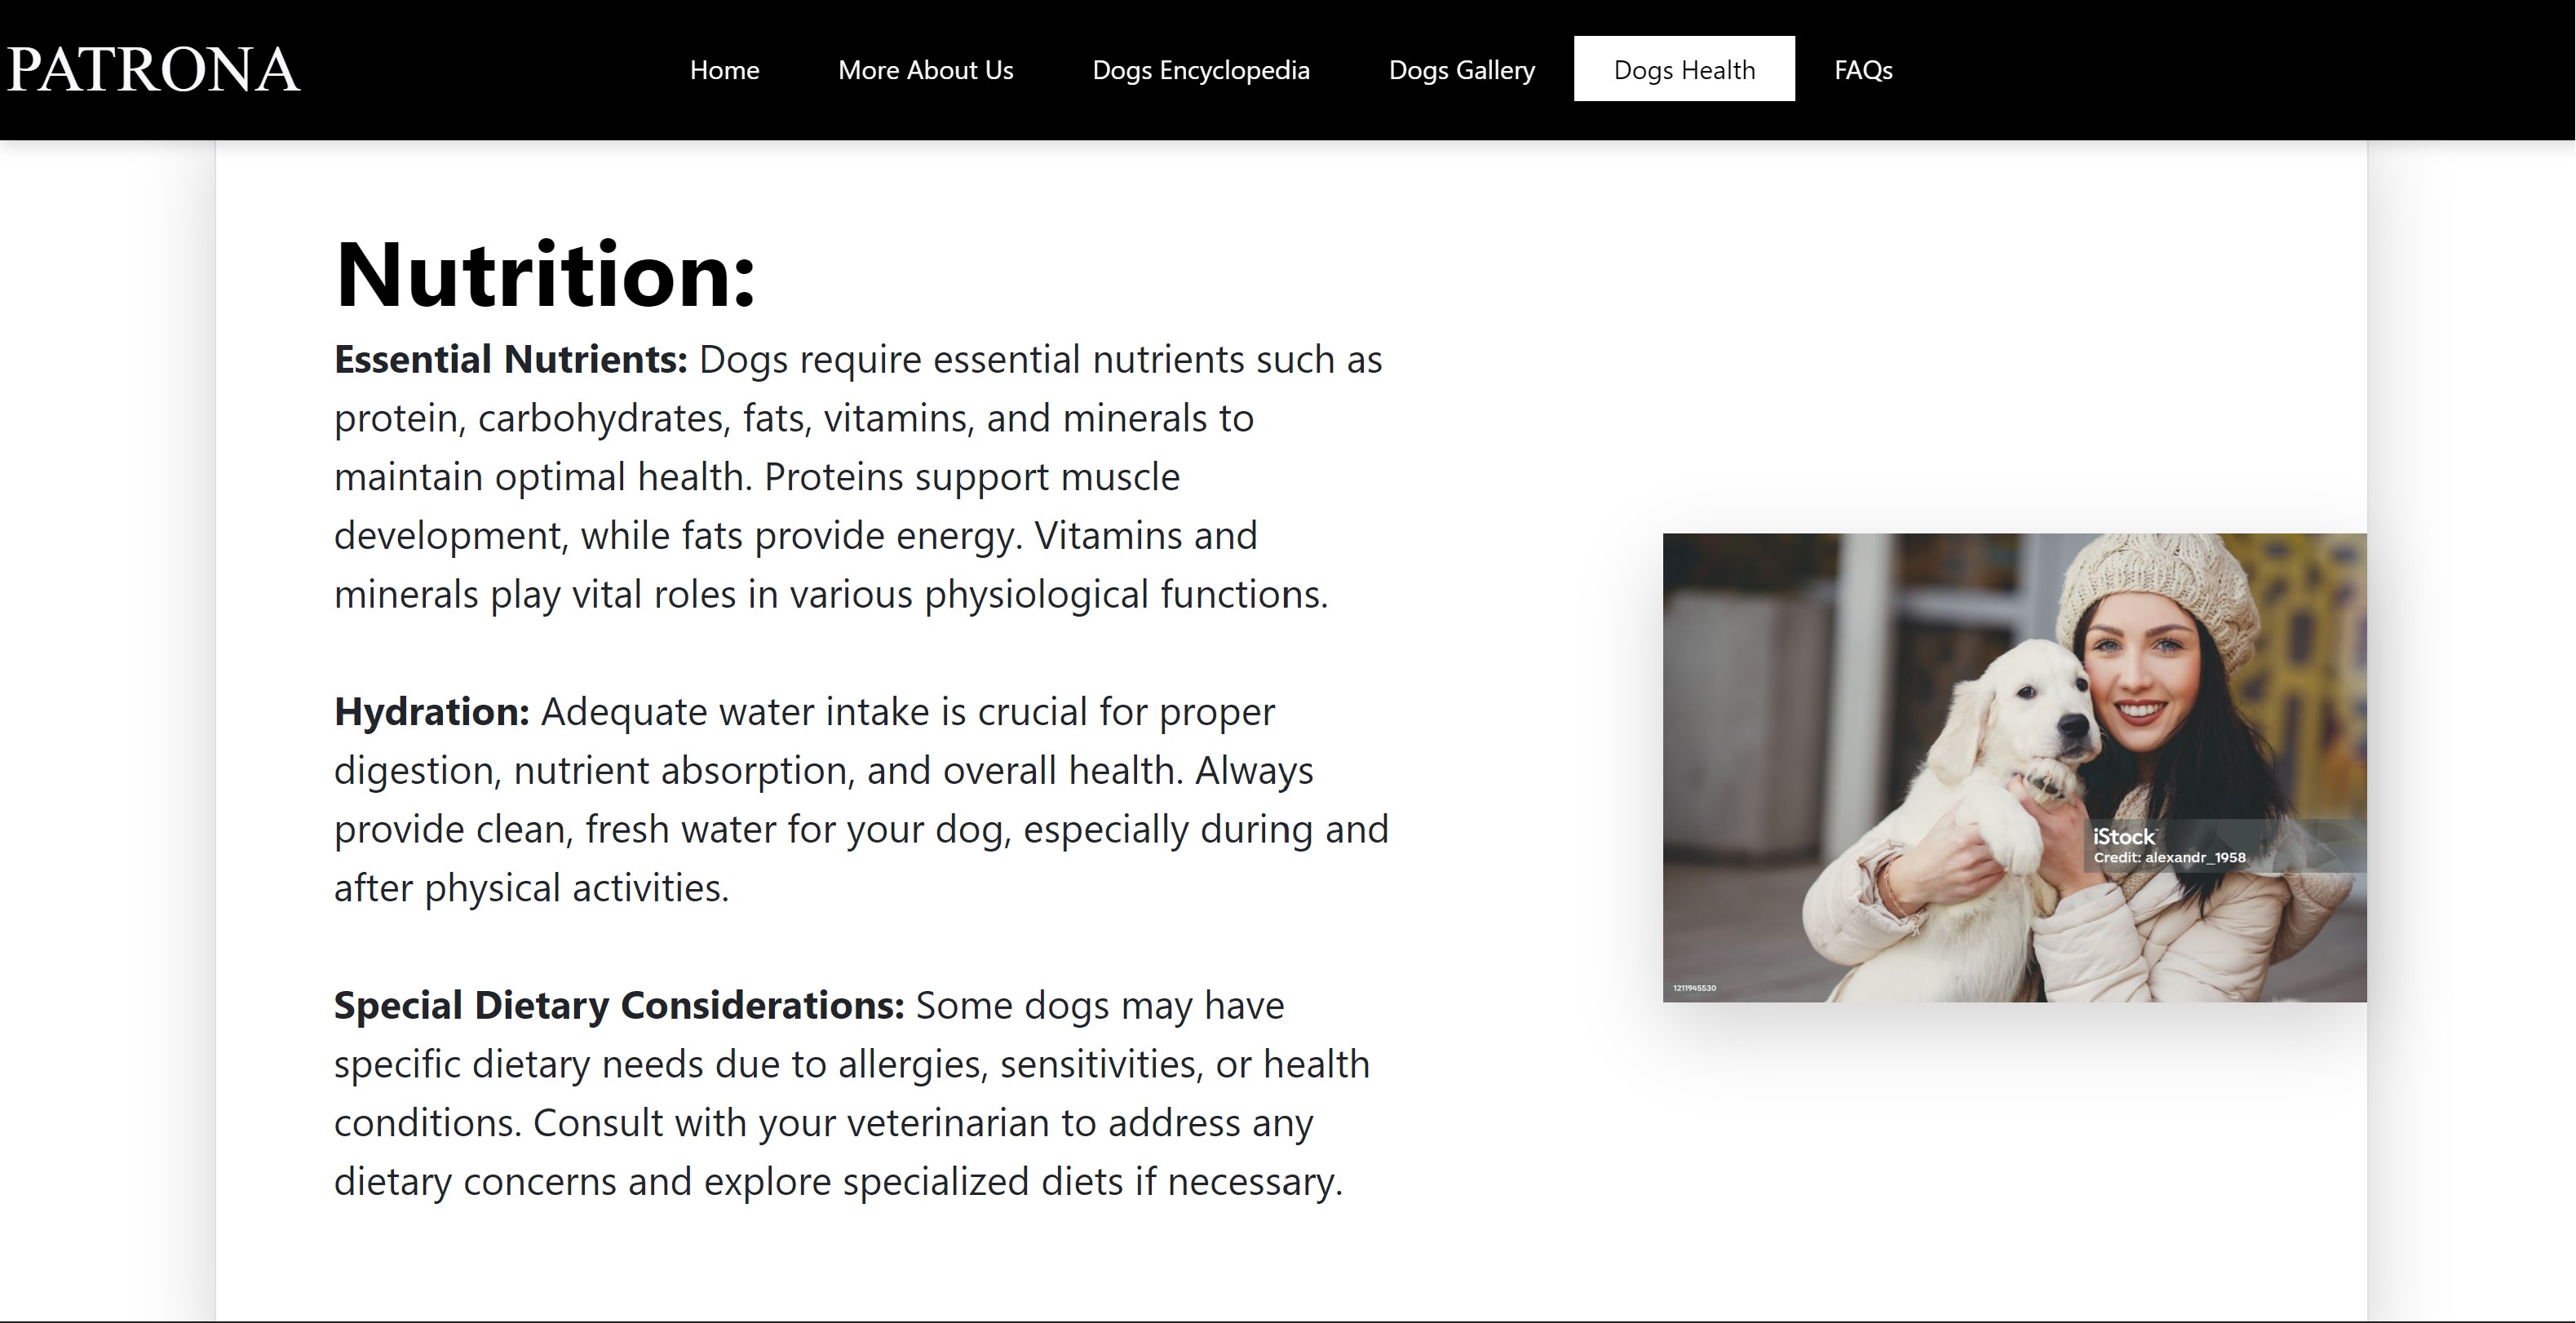 PATRONA
Home
More About Us
Dogs Encyclopedia
Dogs Gallery
Dogs Health
FAQs
Nutrition:
Essential Nutrients: Dogs require essential nutrients such as
protein, carbohydrates, fats, vitamins, and minerals to
maintain optimal health. Proteins support muscle
development, while fats provide energy. Vitamins and
minerals play vital roles in various physiological functions.
Hydration: Adequate water intake is crucial for proper
digestion, nutrient absorption, and overall health. Always
provide clean, fresh water for your dog, especially during and
after physical activities.
Special Dietary Considerations: Some dogs may have
specific dietary needs due to allergies, sensitivities, or health
conditions. Consult with your veterinarian to address any
dietary concerns and explore specialized diets if necessary.
iStock
Credit: alexandr_1958
1211945530